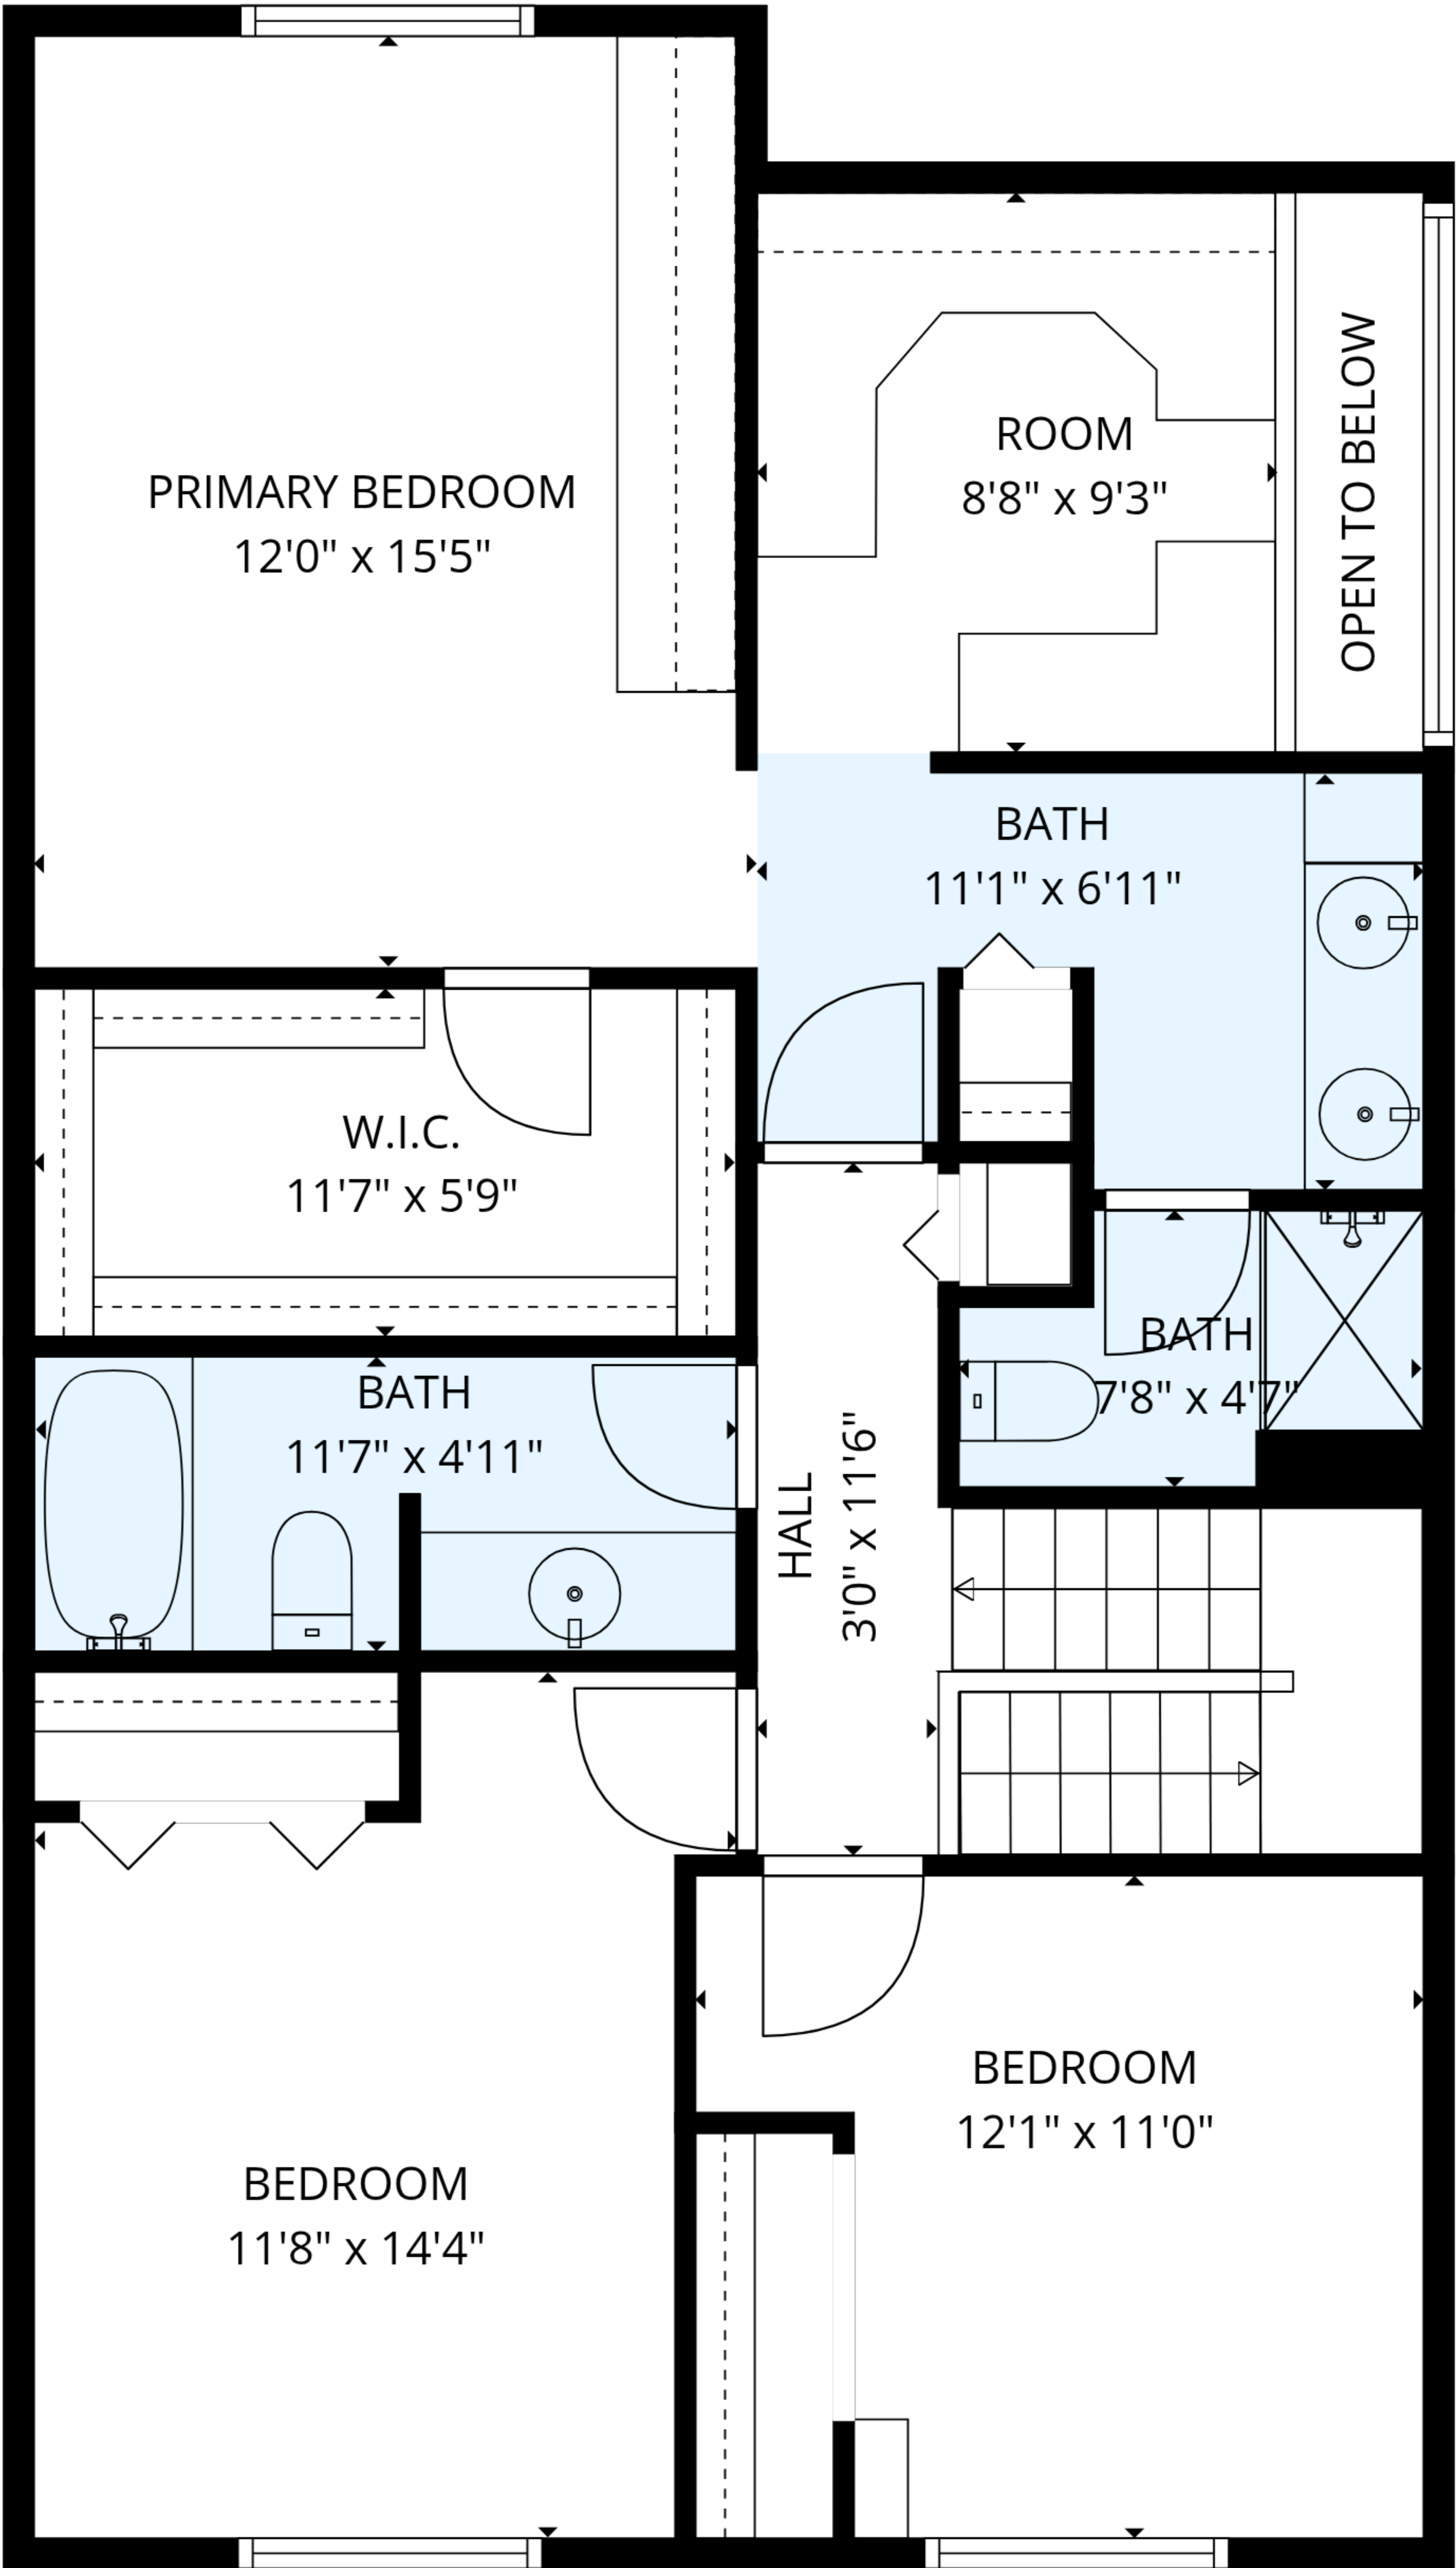 PRIMARY BEDROOM
12'0" x 15'5"
ROOM
8'8" x 9'3"
OPEN TO BELOW
BATH
11'1" x 6'11"
W.I.C.
11'7" x 5'9"
BATH
7'8" x 4'7"
BATH
11'7" x 4'11"
HALL
3'0" x 11'6"
BEDROOM
12'1" x 11'0"
BEDROOM
11'8" x 14'4"